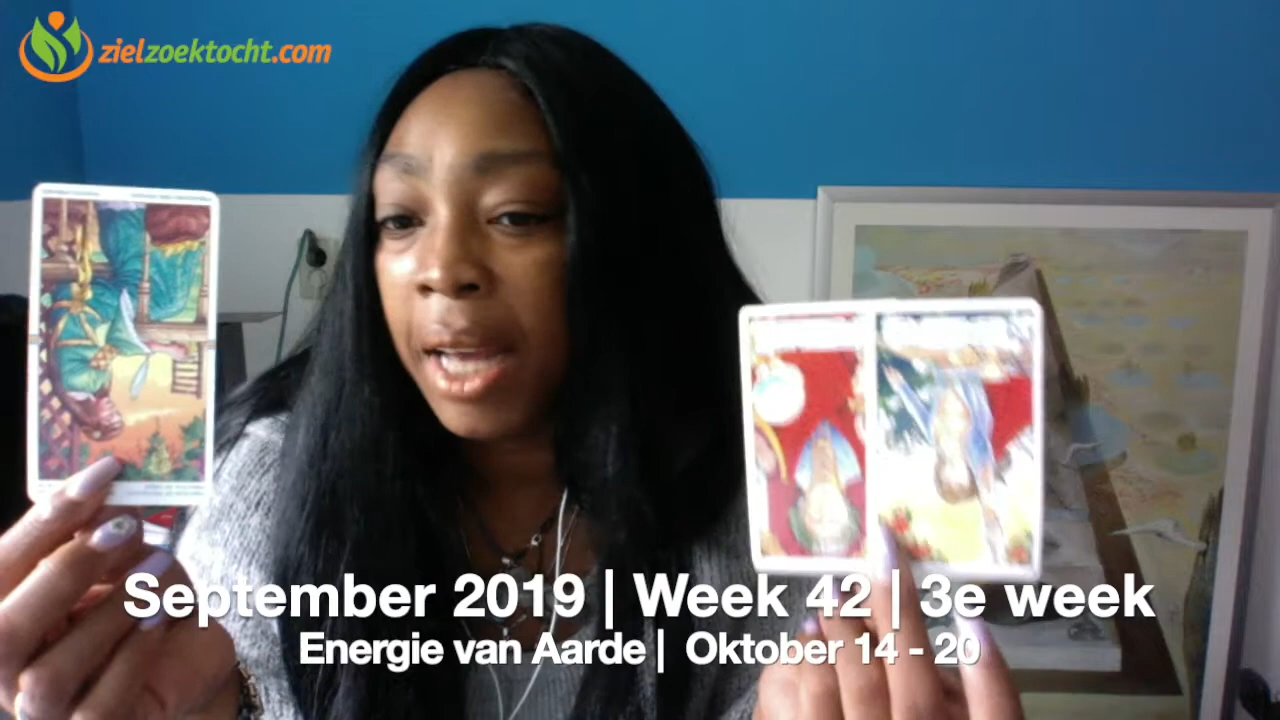 zielzoektocht.com
September 2019 | Week 42 | 3e week
Energie van Aarde | Oktober 14 - 20